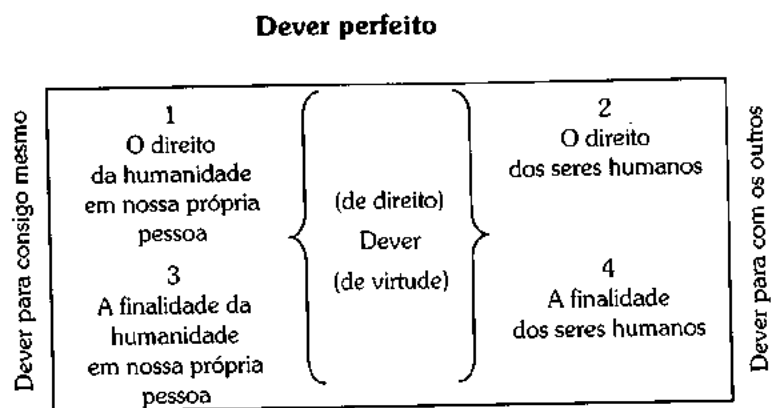 Dever perfeito
Dever para consigo mesmo
1
O direito
da humanidade
em nossa própria
pessoa
3
A finalidade da
humanidade
em nossa própria
pessoa
(de direito)
Dever
(de virtude)
2
O direito
dos seres humanos
4
A finalidade
dos seres humanos
Dever para com os outros